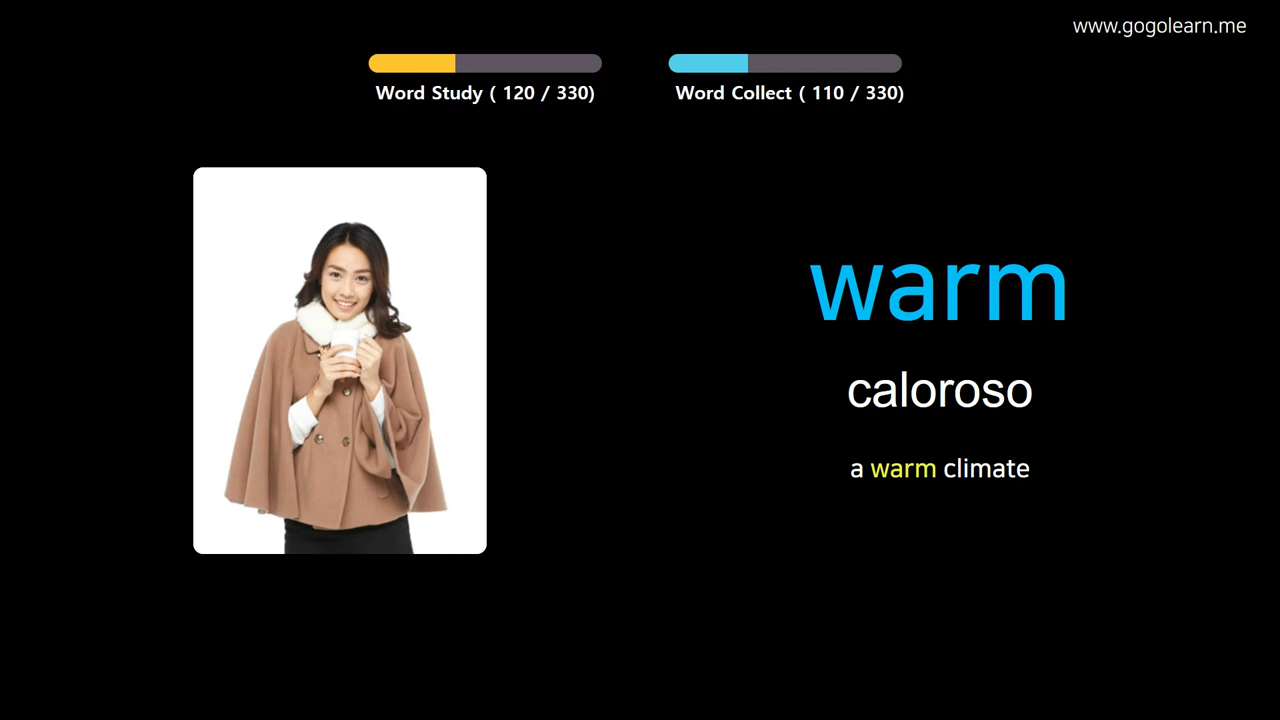 www.gogolearn.me
Word Study ( 120 / 330)
Word Collect ( 110 / 330)
warm
caloroso
a warm climate